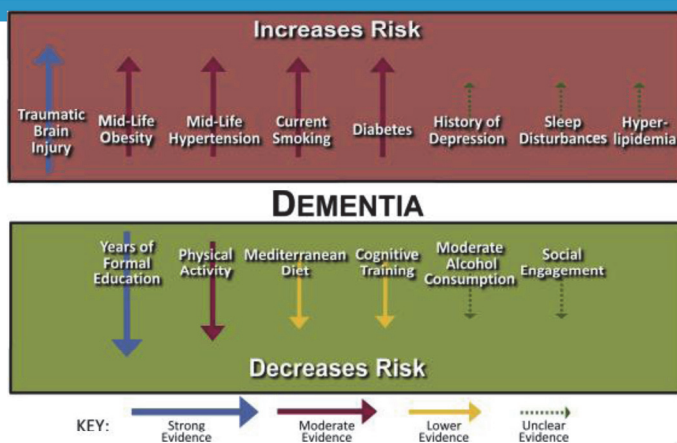 Increases Risk
Traumatic
Brain
Injury
Mid-Life
Obesity
Mid-Life
Hypertension
Current
Smoking
Diabetes
History of
Depression
Sleep
Disturbances
Hyper-
lipidemia
DEMENTIA
Years of
Formal
Education
Physical
Activity
Mediterranean
Diet
Cognitive
Training
Moderate
Alcohol
Consumption
Social
Engagement
Decreases Risk
KEY:
Strong
Evidence
Moderate
Evidence
Lower
Evidence
Unclear
Evidence